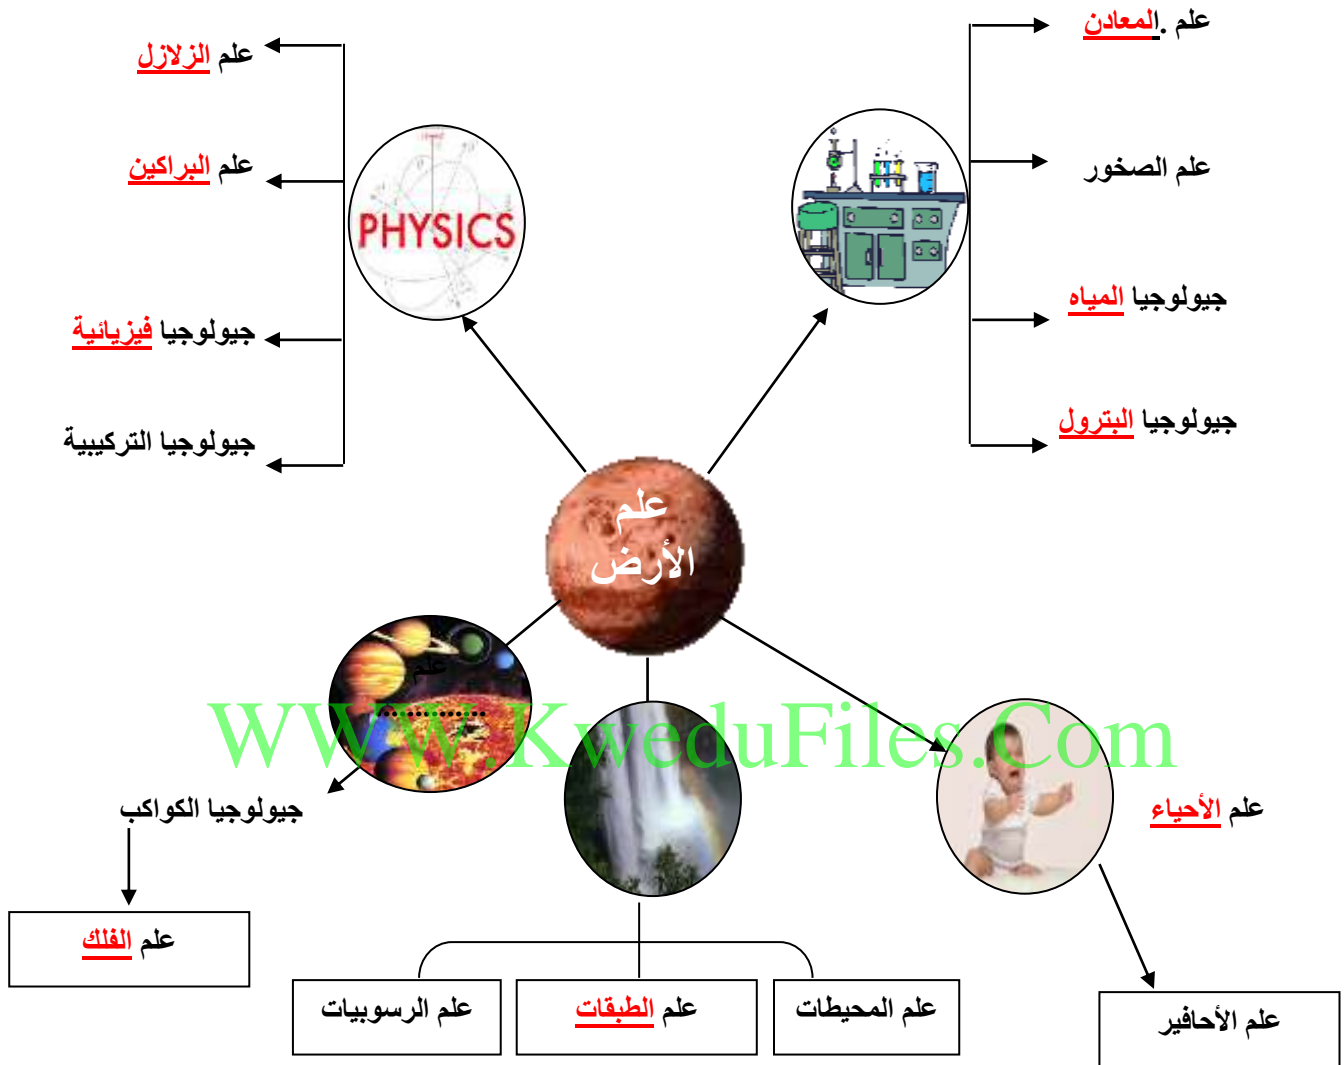 علم .المعادن
علم الزلازل
علم الصخور
علم البراكين
PHYSICS
جيولوجيا المياه
جيولوجيا فيزيائية
جيولوجيا البترول
جيولوجيا التركيبية
علم
الأرض
علم
................
WWW.KweduFiles.Com
علم الأحياء
جيولوجيا الكواكب
علم الفلك
علم المحيطات
علم الطبقات
علم الرسوبيات
علم الأحافير